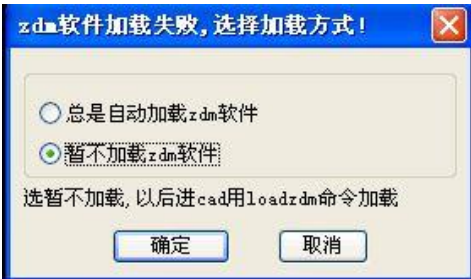 zdm软件加载失败,选择加载方式!
总是自动加载zdm软件
暂不加载zdm软件
选暂不加载,以后进cad用loadzdm命令加载
确定 取消